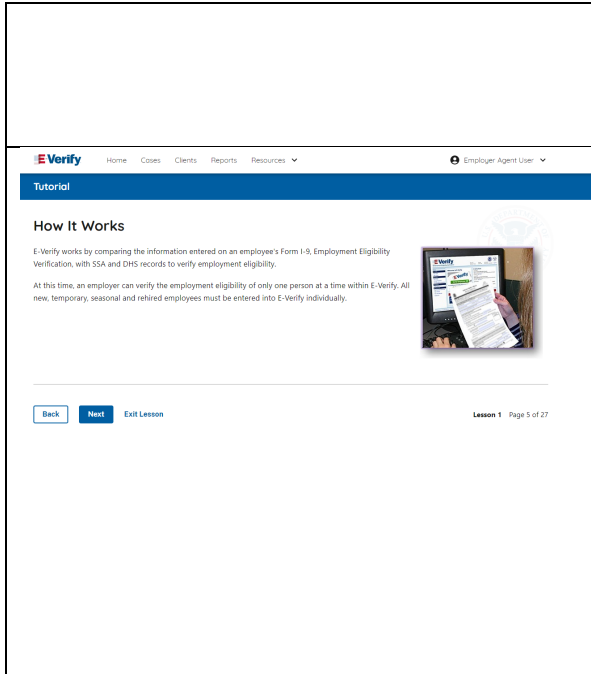 E-Verify
Home Cases Clients Reports Resources
Employer Agent User
Tutorial
How It Works
E-Verify works by comparing the information entered on an employee's Form I-9, Employment Eligibility
Verification, with SSA and DHS records to verify employment eligibility.
At this time, an employer can verify the employment eligibility of only one person at a time within E-Verify. All
new, temporary, seasonal and rehired employees must be entered into E-Verify individually.
E-Verify
Back Next Exit Lesson
Lesson 1 Page 5 of 27